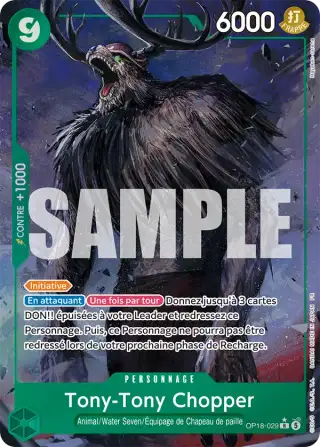 9
6000
打
FRAPPE
CONTRE +1000
SAMPLE
Initiative
En attaquant Une fois par tour Donnez jusqu'à 3 cartes
DON!! épuisées à votre Leader et redressez ce
Personnage. Puis, ce Personnage ne pourra pas être
redressé lors de votre prochaine phase de Recharge.
PERSONNAGE
Tony-Tony Chopper
Animal/Water Seven/Équipage de Chapeau de paille
OP18-029 R
5